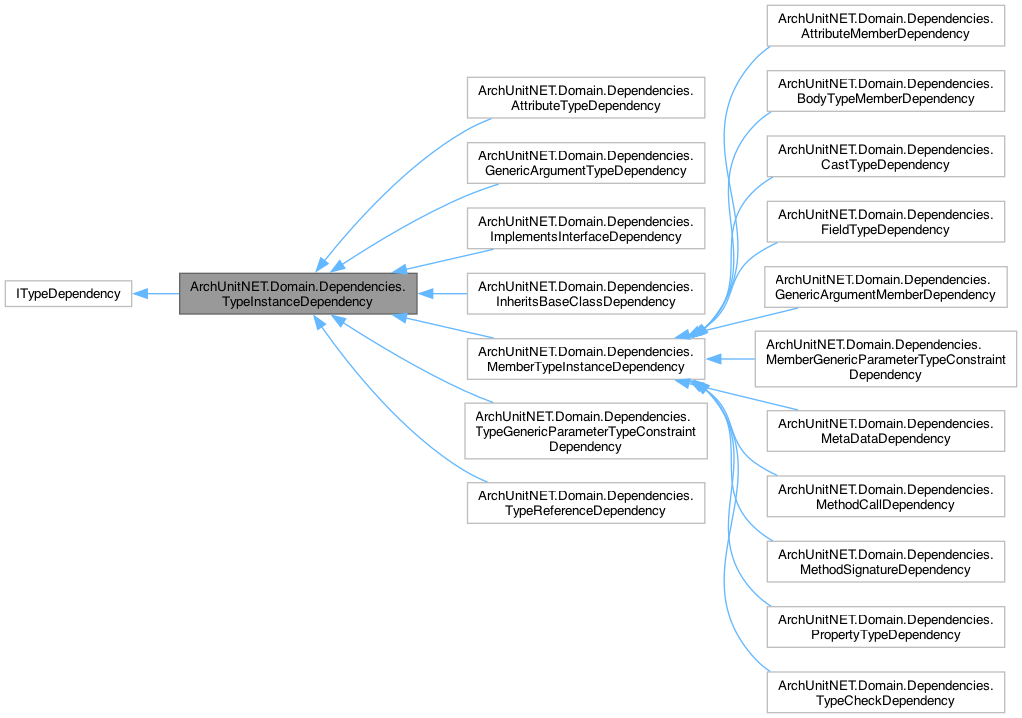 ITypeDependency
ArchUnitNET.Domain.Dependencies.
TypeInstanceDependency
ArchUnitNET.Domain.Dependencies.
AttributeTypeDependency
ArchUnitNET.Domain.Dependencies.
GenericArgumentTypeDependency
ArchUnitNET.Domain.Dependencies.
ImplementsInterfaceDependency
ArchUnitNET.Domain.Dependencies.
InheritsBaseClassDependency
ArchUnitNET.Domain.Dependencies.
MemberTypeInstanceDependency
ArchUnitNET.Domain.Dependencies.
TypeGenericParameterTypeConstraint
Dependency
ArchUnitNET.Domain.Dependencies.
TypeReferenceDependency
ArchUnitNET.Domain.Dependencies.
AttributeMemberDependency
ArchUnitNET.Domain.Dependencies.
BodyTypeMemberDependency
ArchUnitNET.Domain.Dependencies.
CastTypeDependency
ArchUnitNET.Domain.Dependencies.
FieldTypeDependency
ArchUnitNET.Domain.Dependencies.
GenericArgumentMemberDependency
ArchUnitNET.Domain.Dependencies.
MemberGenericParameterTypeConstraint
Dependency
ArchUnitNET.Domain.Dependencies.
MetaDataDependency
ArchUnitNET.Domain.Dependencies.
MethodCallDependency
ArchUnitNET.Domain.Dependencies.
MethodSignatureDependency
ArchUnitNET.Domain.Dependencies.
PropertyTypeDependency
ArchUnitNET.Domain.Dependencies.
TypeCheckDependency